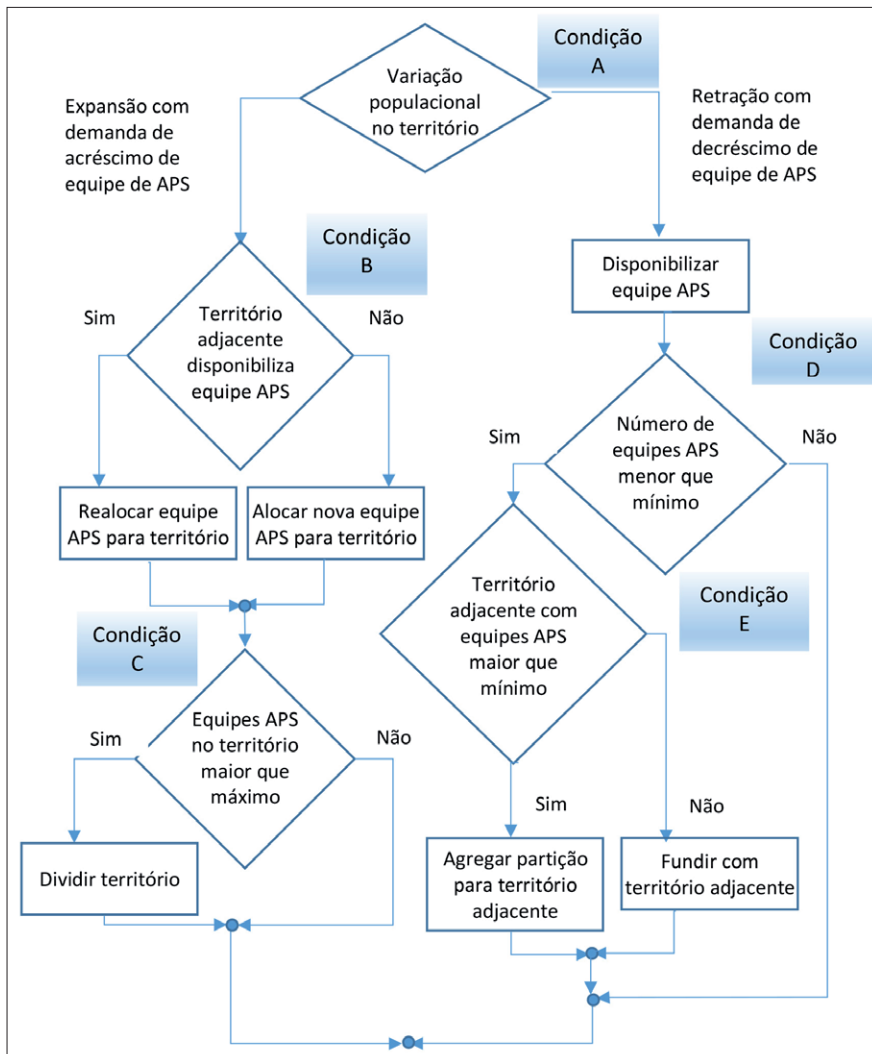 Condição
A
Variação
populacional
no território
Expansão com
demanda de
acréscimo de
equipe de APS
Retração com
demanda de
decréscimo de
equipe de APS
Condição
B
Disponibilizar
equipe APS
Sim
Não
Território
adjacente
disponibiliza
equipe APS
Condição
D
Sim
Não
Número de
equipes APS
menor que
mínimo
Realocar equipe
APS para território
Alocar nova equipe
APS para território
Condição
E
Território
adjacente com
equipes APS
maior que
mínimo
Condição
C
Sim
Não
Equipes APS
no território
maior que
máximo
Sim
Não
Dividir território
Agregar partição
para território
adjacente
Fundir com
território adjacente